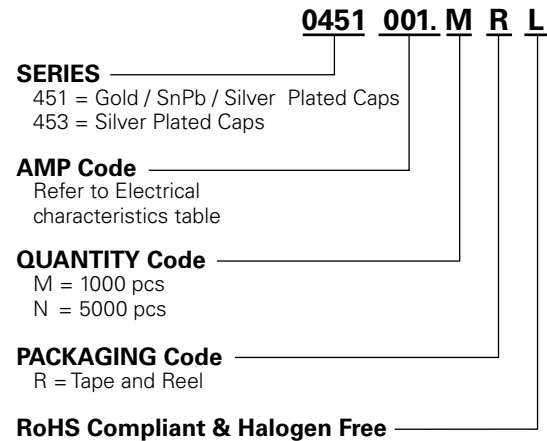 0451 001. M R L
SERIES
451 = Gold / SnPb / Silver Plated Caps
453 = Silver Plated Caps
AMP Code
Refer to Electrical
characteristics table
QUANTITY Code
M = 1000 pcs
N = 5000 pcs
PACKAGING Code
R = Tape and Reel
RoHS Compliant & Halogen Free